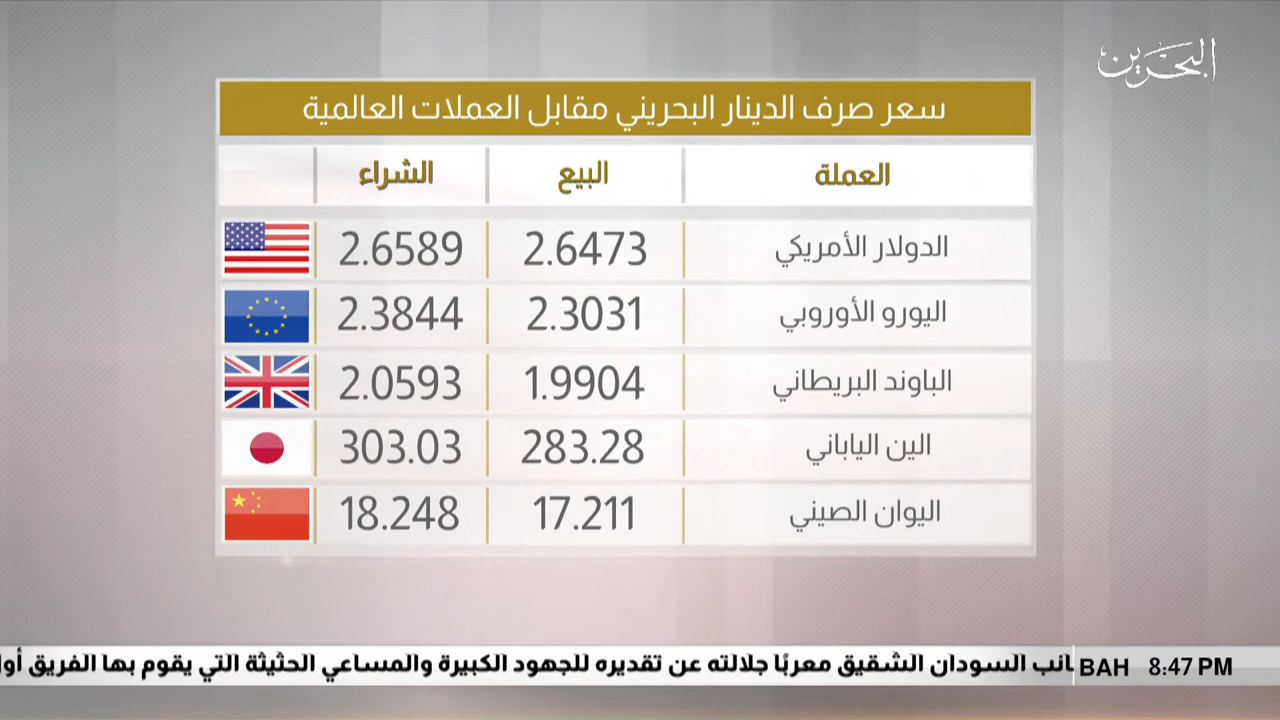 البحرين
سعر صرف الدينار البحريني مقابل العملات العالمية
العملة البيع الشراء
الدولار الأمريكي 2.6473 2.6589
اليورو الأوروبي 2.3031 2.3844
الباوند البريطاني 1.9904 2.0593
الين الياباني 283.28 303.03
اليوان الصيني 17.211 18.248
السودان الشقيق معربًا جلالته عن تقديره للجهود الكبيرة والمساعي الحثيثة التي يقوم بها الفريق
BAH 8:47 PM